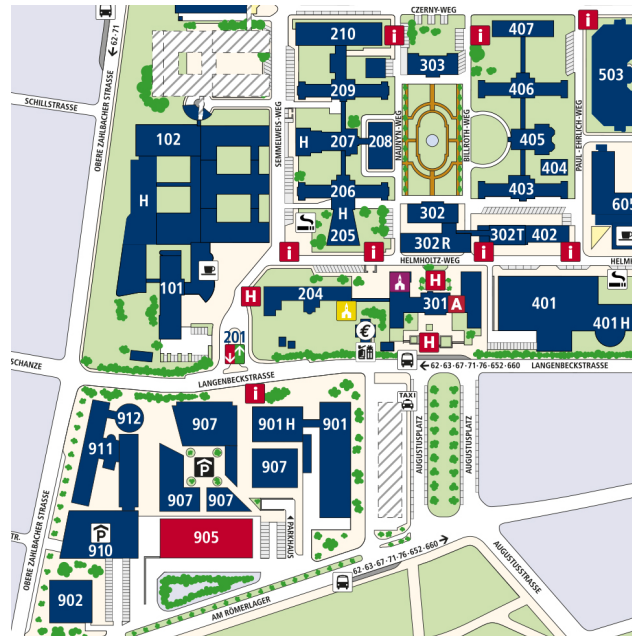 CZERNY-WEG
62-71
210
i
i
407
i
303
503
SCHILLSTRASSE
OBERE ZAHLBACHER STRASSE
209
406
SEMMELWEIS-WEG
NAUNYN-WEG
BILLROTH-WEG
PAUL-EHRLICH-WEG
102
H
207
208
405
404
206
403
H
H
205
302
605
302 R
302T
402
i
i
i
i
HELMHOLTZ-WEG
HELMH
101
H
204
H
301
A
401
401 H
€
H
201
SCHANZE
LANGENBECKSTRASSE
62-63-67-71-76-652-660
LANGENBECKSTRASSE
i
TAXI
912
907
901 H
901
911
P
907
AUGUSTUSPLATZ
AUGUSTUSPLATZ
907
907
OBERE ZAHLBACHER STRASSE
P
910
905
PARKHAUS
TR.
62-63-67-71-76-652-660
AUGUSTUSSTRASSE
902
AM RÖMERLAGER